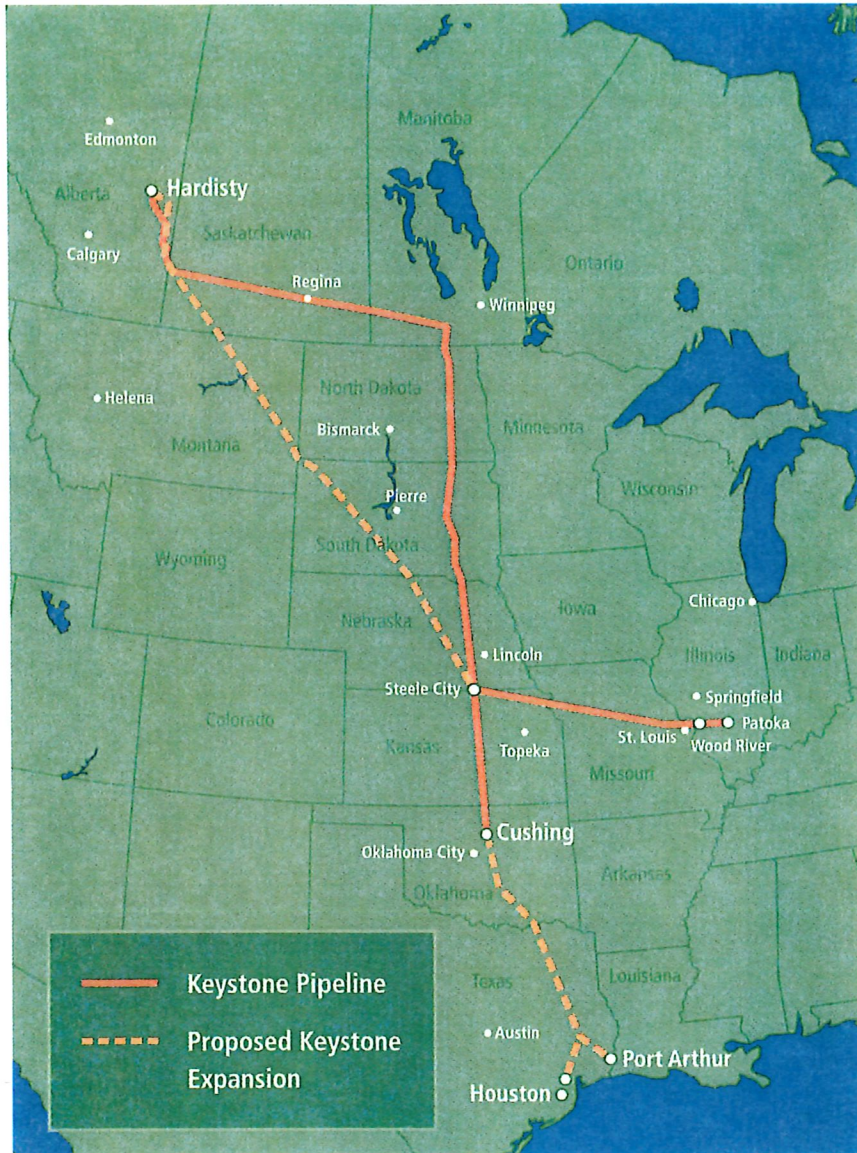 Edmonton
Manitoba
Hardisty
Alberta
Saskatchewan
Calgary
Ontario
Regina
Winnipeg
Helena
North Dakota
Bismarck
Minnesota
Montana
Pierre
Wisconsin
South Dakota
Wyoming
Chicago
Iowa
Nebraska
Lincoln
Illinois
Indiana
Steele City
Springfield
Colorado
Patoka
St. Louis
Wood River
Kansas
Topeka
Missouri
Cushing
Oklahoma City
Arkansas
Oklahoma
Texas
Louisiana
Keystone Pipeline
Austin
Proposed Keystone
Expansion
Port Arthur
Houston